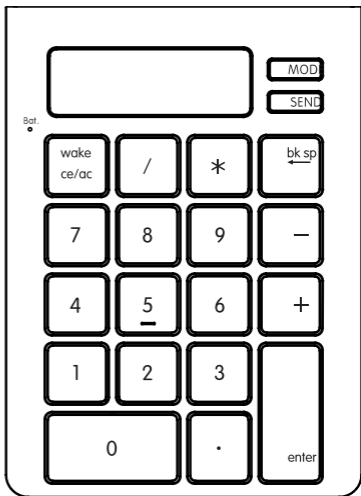 MOD
SEND
Bat.
wake
ce/ac
/
*
bk sp
7
8
9
−
4
5
6
+
1
2
3
0
.
enter